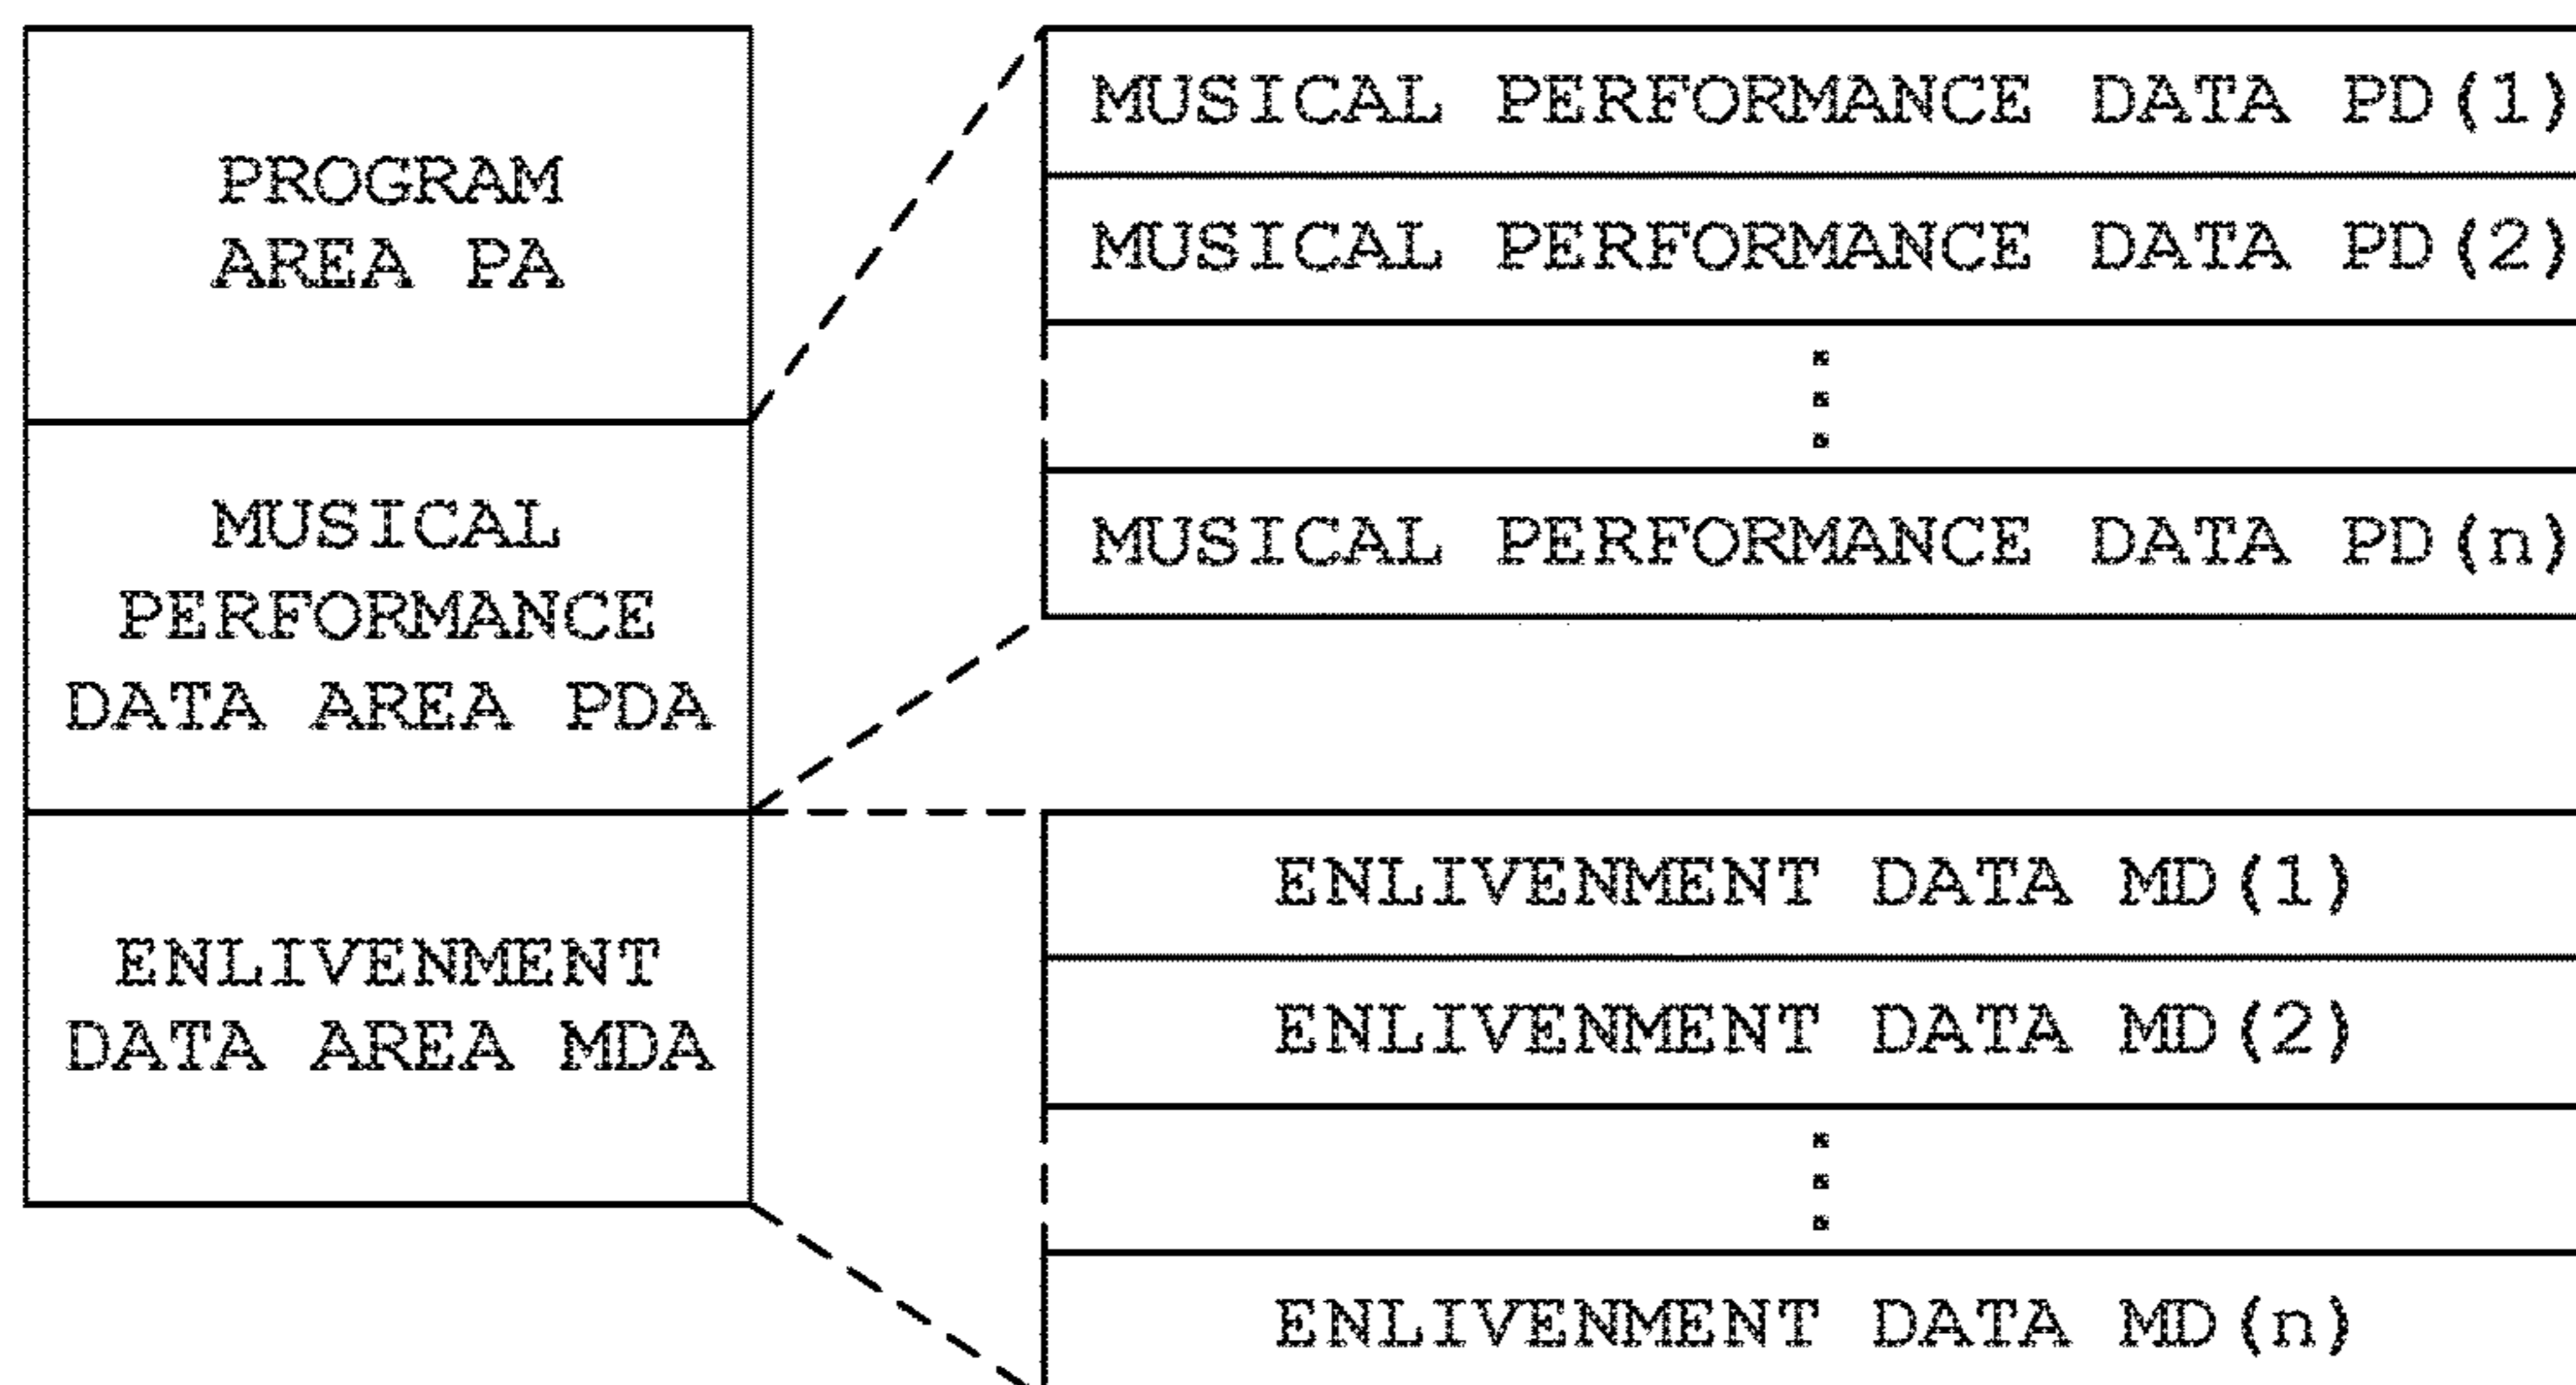 PROGRAM
AREA PA
MUSICAL
PERFORMANCE
DATA AREA PDA
ENLIVENMENT
DATA AREA MDA
MUSICAL PERFORMANCE DATA PD(1)
MUSICAL PERFORMANCE DATA PD(2)
MUSICAL PERFORMANCE DATA PD(n)
ENLIVENMENT DATA MD(1)
ENLIVENMENT DATA MD(2)
ENLIVENMENT DATA MD(n)